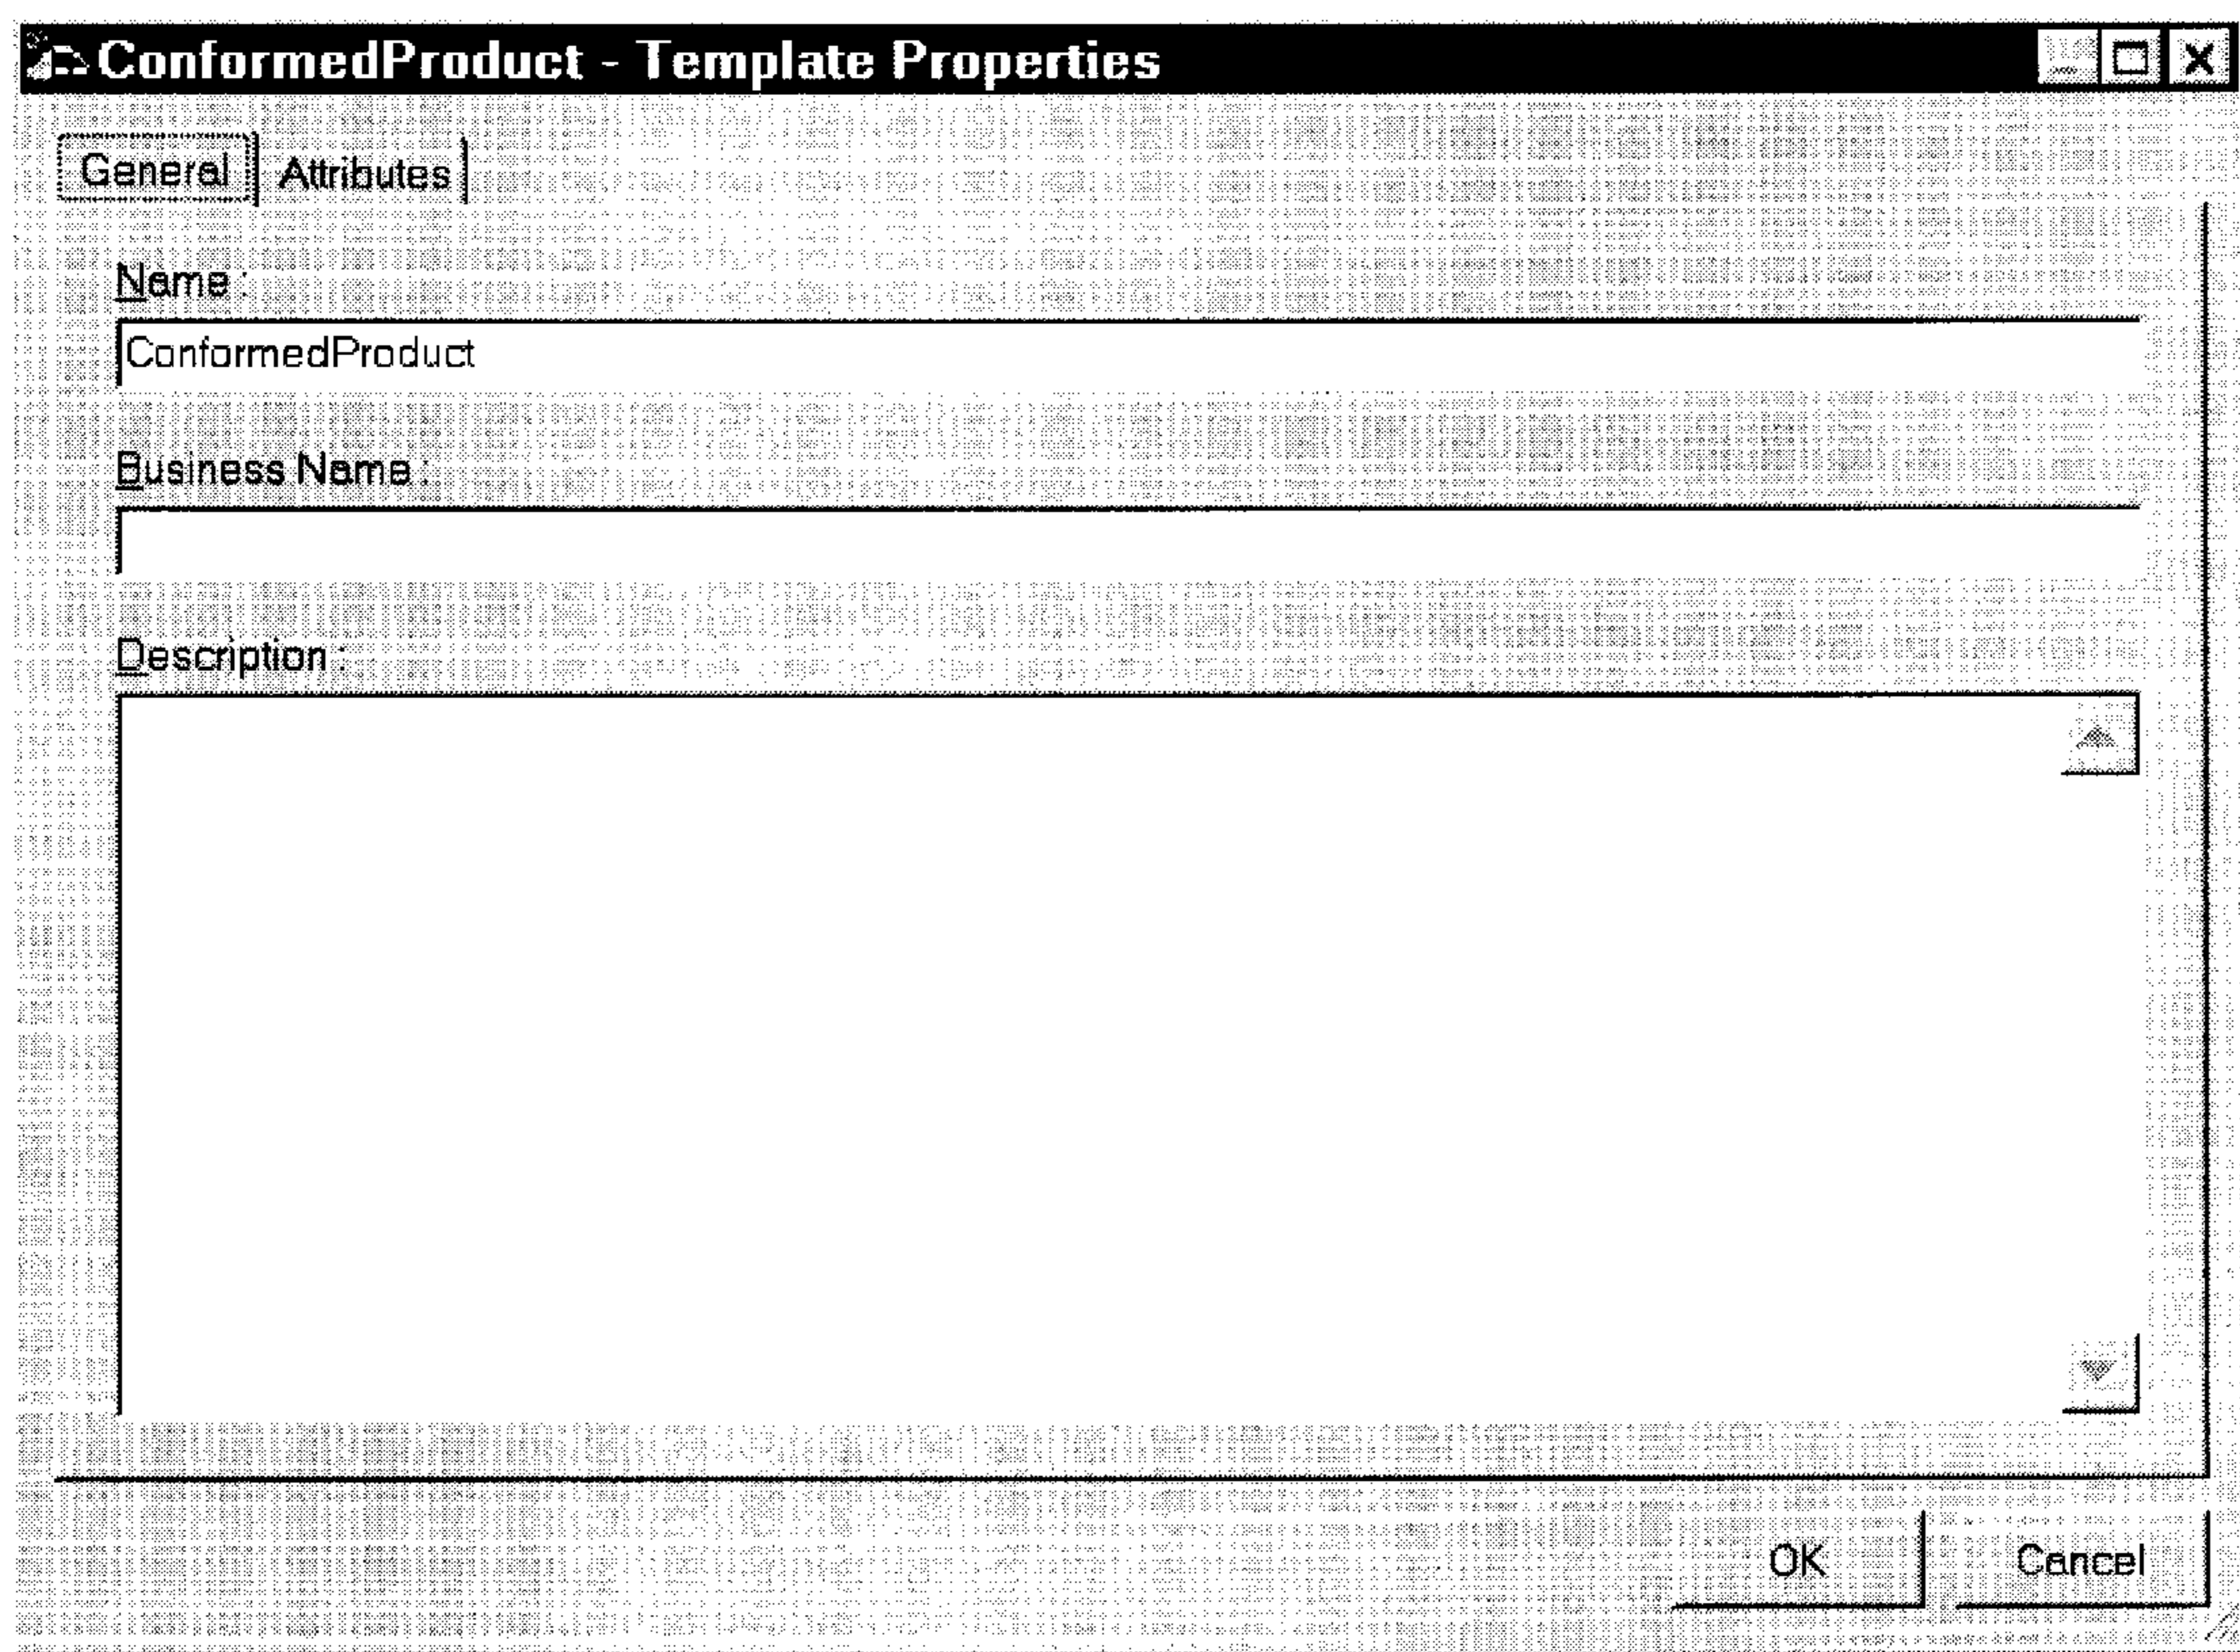 ConformedProduct - Template Properties
General Attributes
Name :
ConformedProduct
Business Name :
Description :
OK Cancel